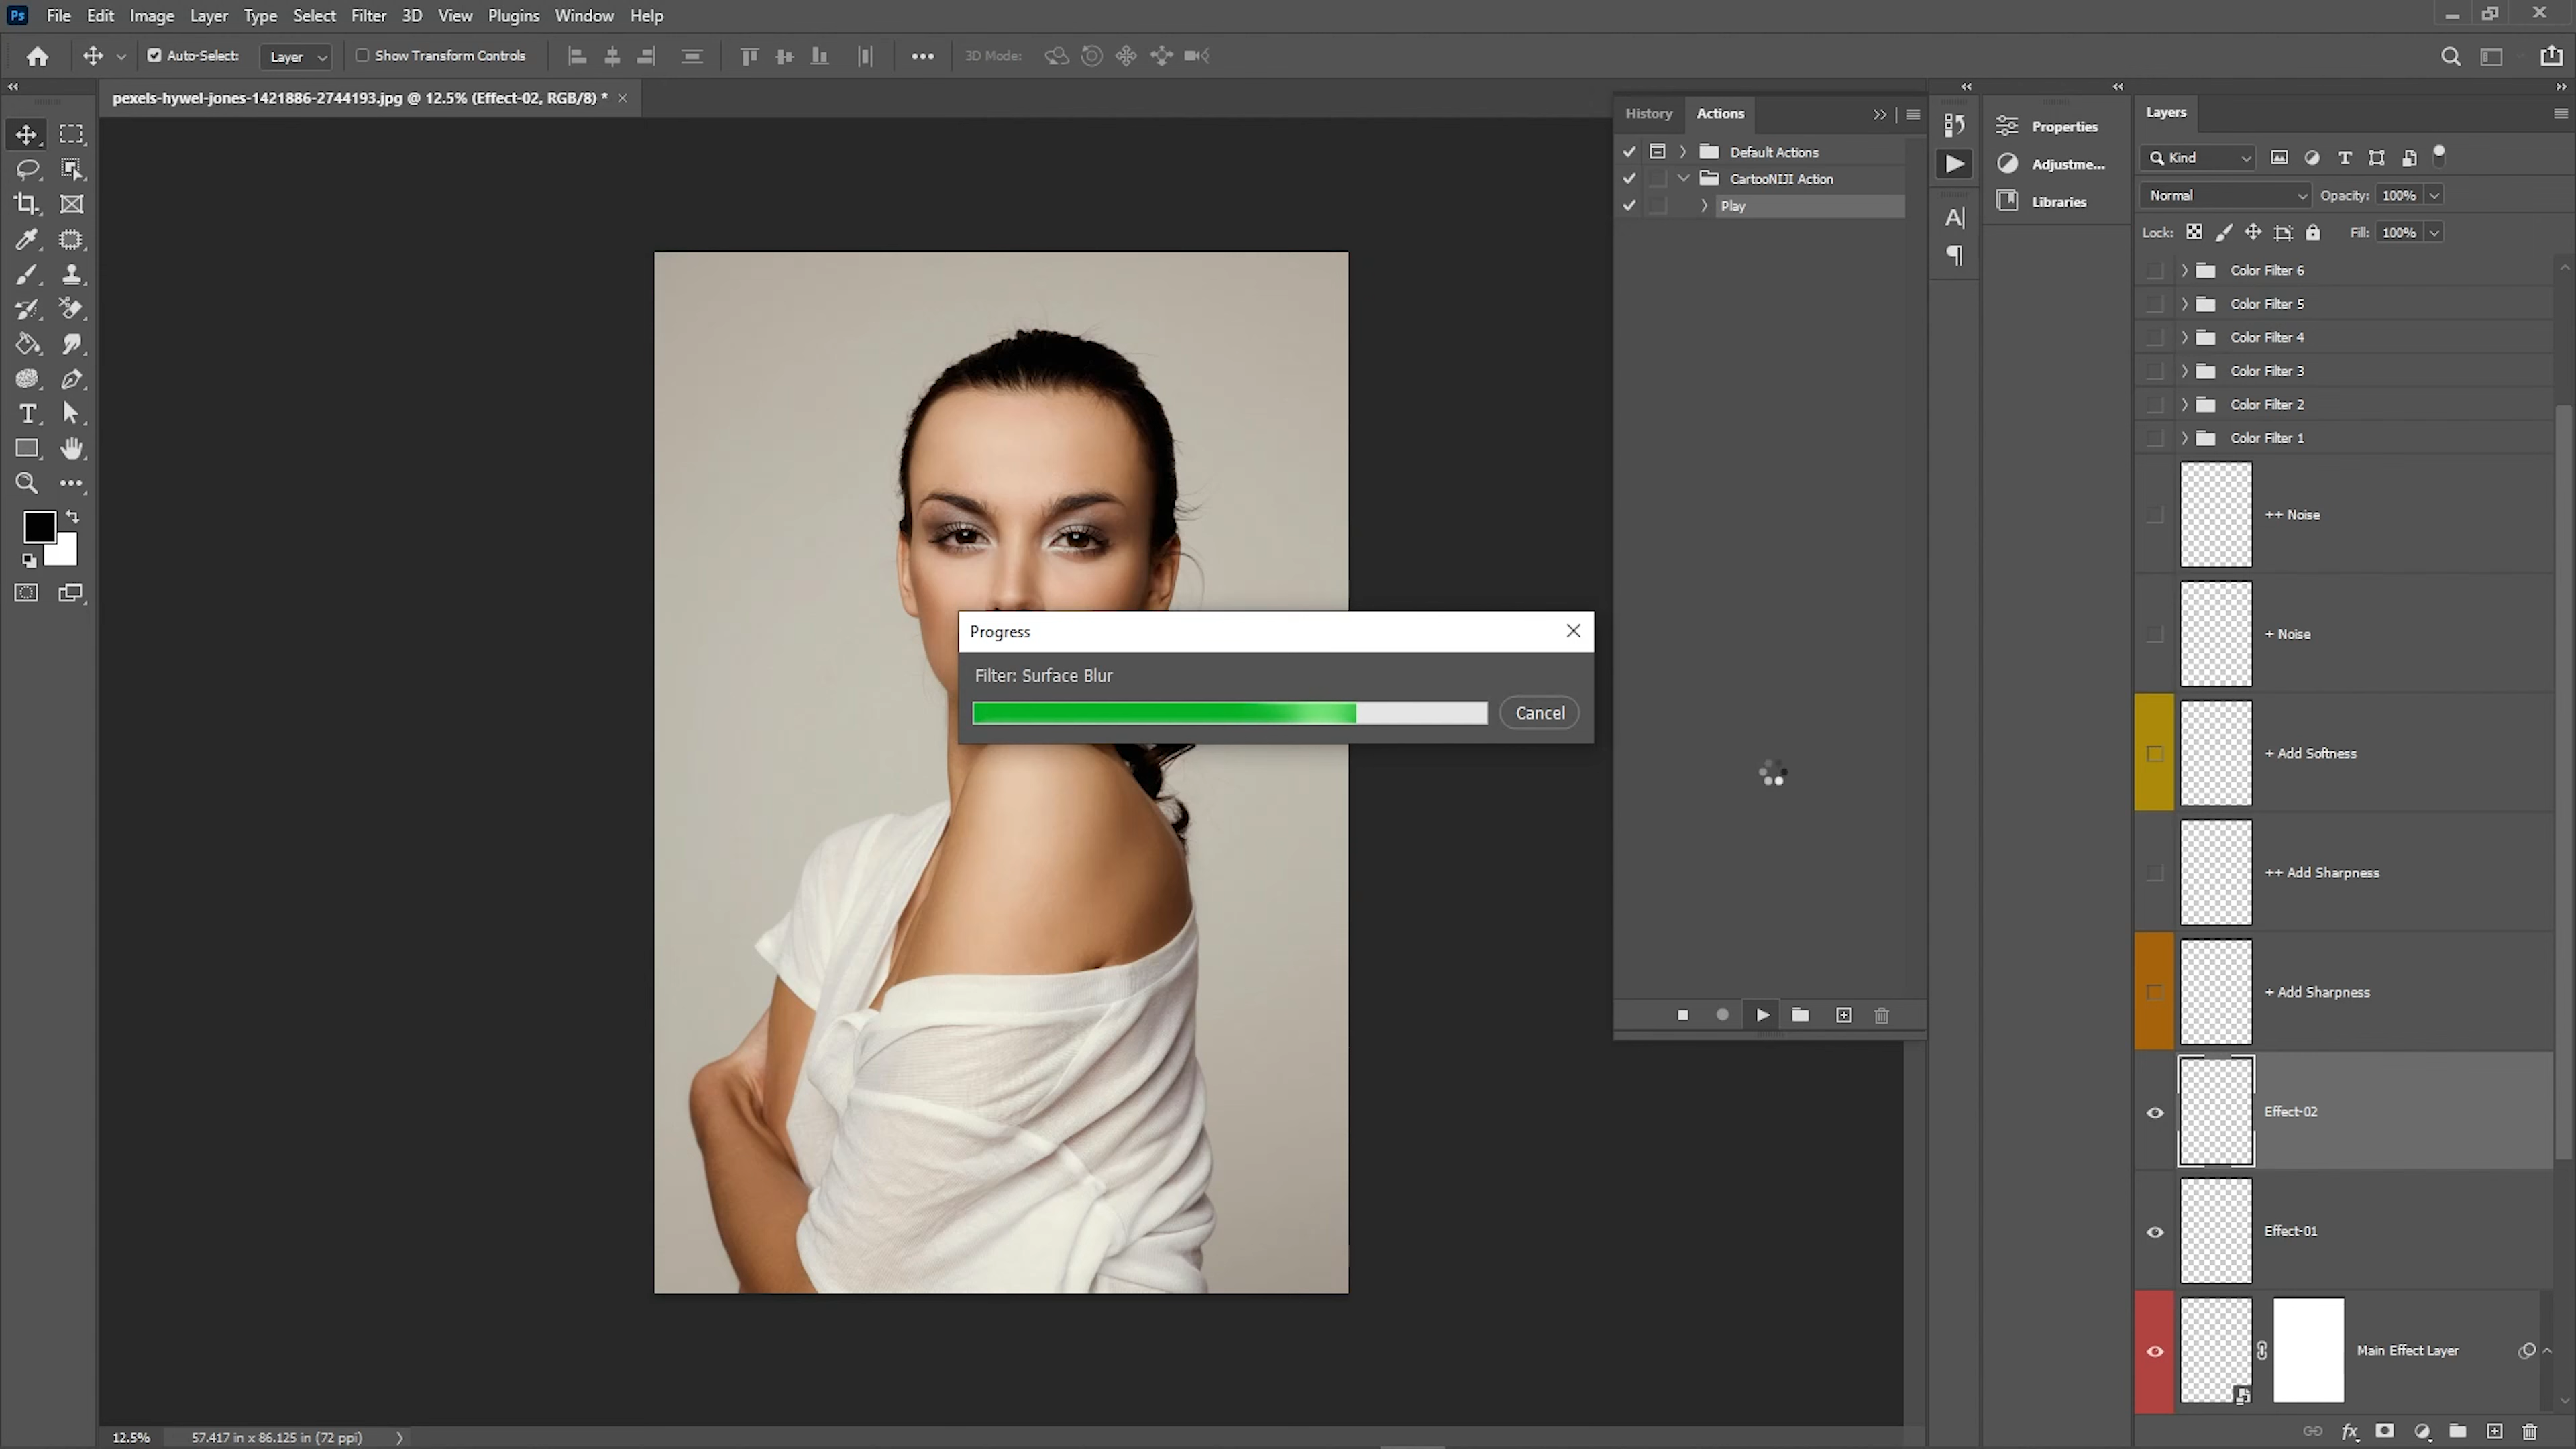 Ps File Edit Image Layer Type Select Filter 3D View Plugins Window Help
Auto-Select: Layer Show Transform Controls 3D Mode:
pexels-hywel-jones-1421886-2744193.jpg @ 12.5% (Effect-02, RGB/8) *
History Actions
Default Actions
CartooNIJI Action
Play
Properties
Adjustme...
Libraries
Layers
Kind
Normal Opacity: 100%
Lock: Fill: 100%
Color Filter 6
Color Filter 5
Color Filter 4
Color Filter 3
Color Filter 2
Color Filter 1
++ Noise
+ Noise
+ Add Softness
++ Add Sharpness
+ Add Sharpness
Effect-02
Effect-01
Main Effect Layer
Progress
Filter: Surface Blur
Cancel
12.5% 57.417 in x 86.125 in (72 ppi)